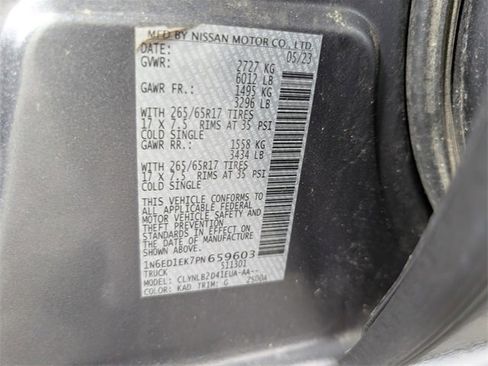 MFD BY NISSAN MOTOR CO., LTD.
DATE: 05/23
GVWR: 2727 KG
6012 LB
GAWR FR.: 1495 KG
3296 LB
WITH 265/65R17 TIRES
17 X 7.5 RIMS AT 35 PSI
COLD SINGLE
GAWR RR.: 1558 KG
3434 LB
WITH 265/65R17 TIRES
17 X 7.5 RIMS AT 35 PSI
COLD SINGLE
THIS VEHICLE CONFORMS TO
ALL APPLICABLE FEDERAL
MOTOR VEHICLE SAFETY AND
THEFT PREVENTION STANDARDS
IN EFFECT ON THE DATE OF
MANUFACTURE SHOWN
ABOVE.
1N6ED1EK7PN 659603
TRUCK S31301
MODEL: CLYNLB7D41EUA-AA--
COLOR: KAD TRIM: G